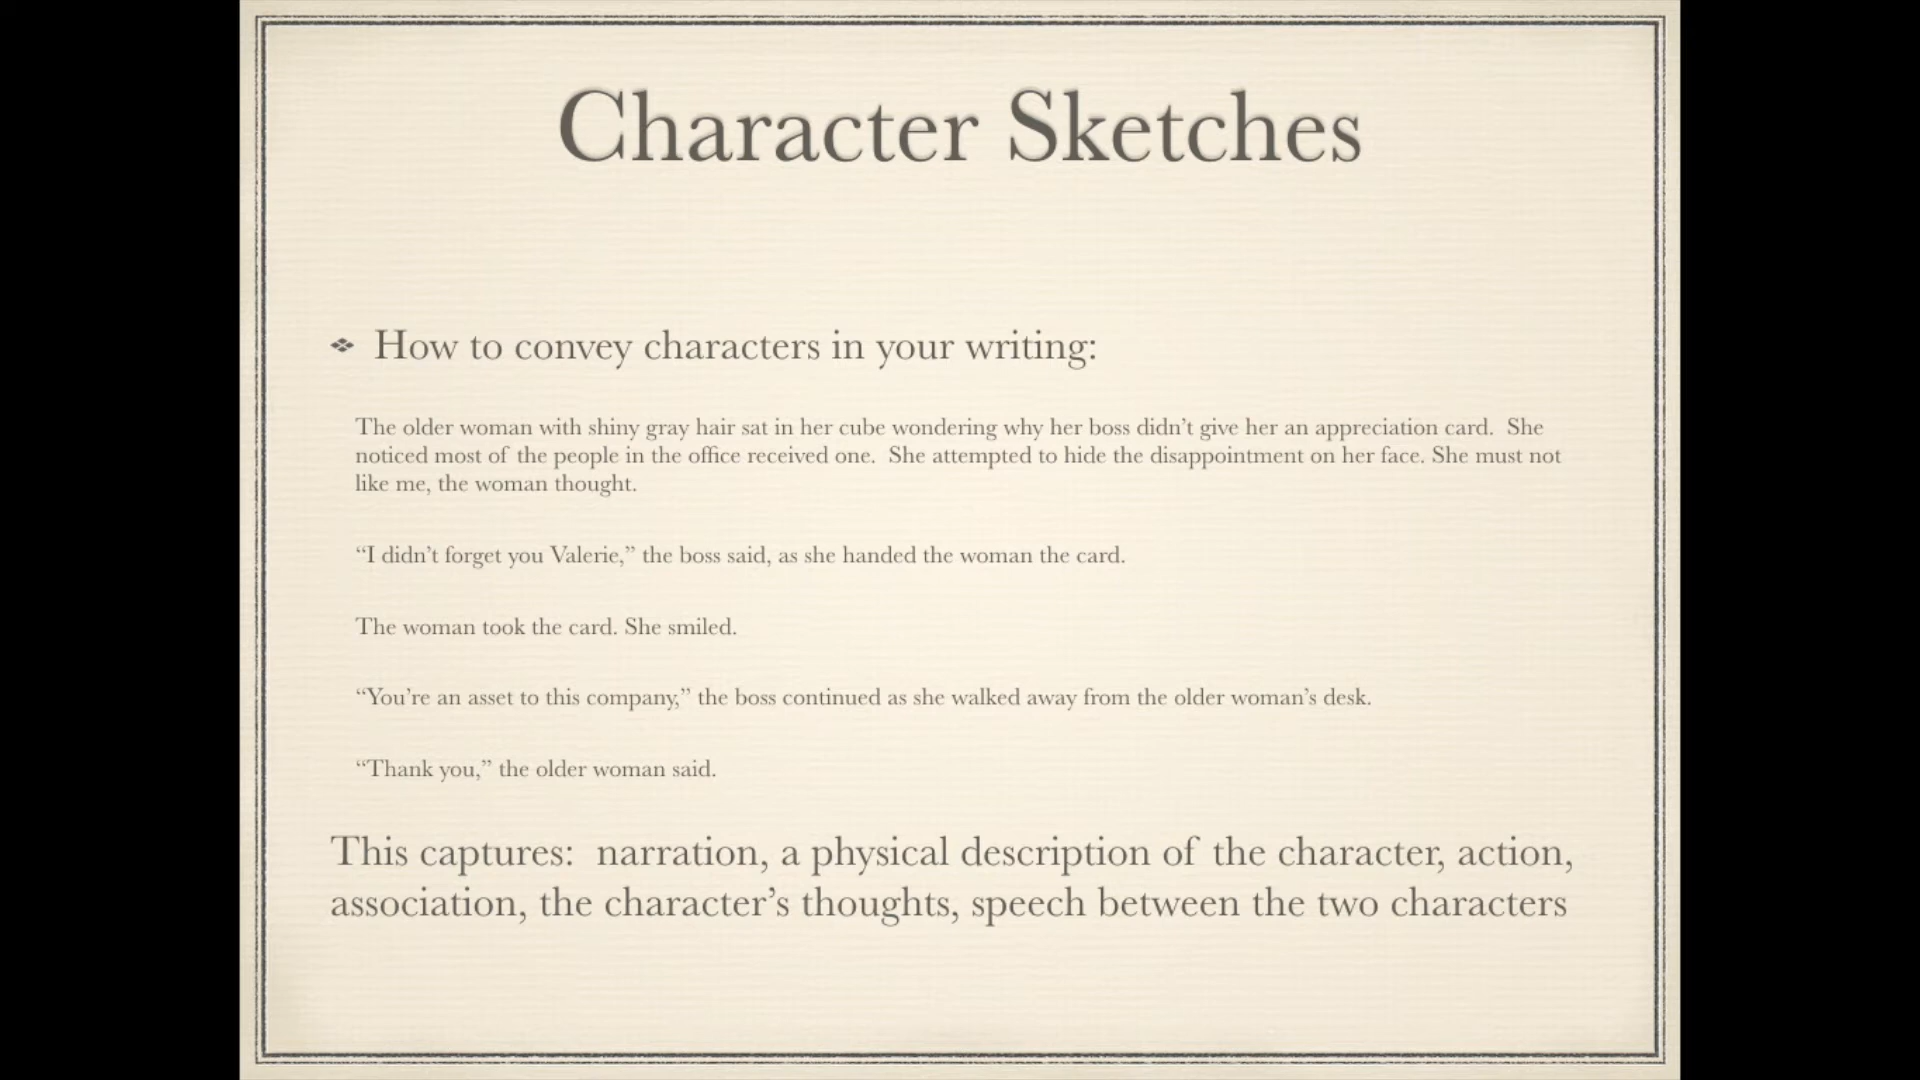 Character Sketches
How to convey characters in your writing:
The older woman with shiny gray hair sat in her cube wondering why her boss didn’t give her an appreciation card.  She
noticed most of the people in the office received one.  She attempted to hide the disappointment on her face. She must not
like me, the woman thought.
“I didn’t forget you Valerie,” the boss said, as she handed the woman the card.
The woman took the card. She smiled.
“You’re an asset to this company,” the boss continued as she walked away from the older woman’s desk.
“Thank you,” the older woman said.
This captures:  narration, a physical description of the character, action,
association, the character’s thoughts, speech between the two characters